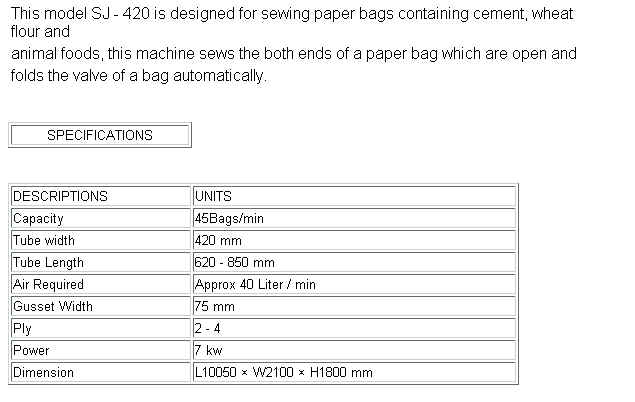 This model SJ - 420 is designed for sewing paper bags containing cement, wheat
flour and
animal foods, this machine sews the both ends of a paper bag which are open and
folds the valve of a bag automatically.
SPECIFICATIONS
DESCRIPTIONS UNITS
Capacity 45Bags/min
Tube width 420 mm
Tube Length 620 - 850 mm
Air Required Approx 40 Liter / min
Gusset Width 75 mm
Ply 2 - 4
Power 7 kw
Dimension L10050 × W2100 × H1800 mm